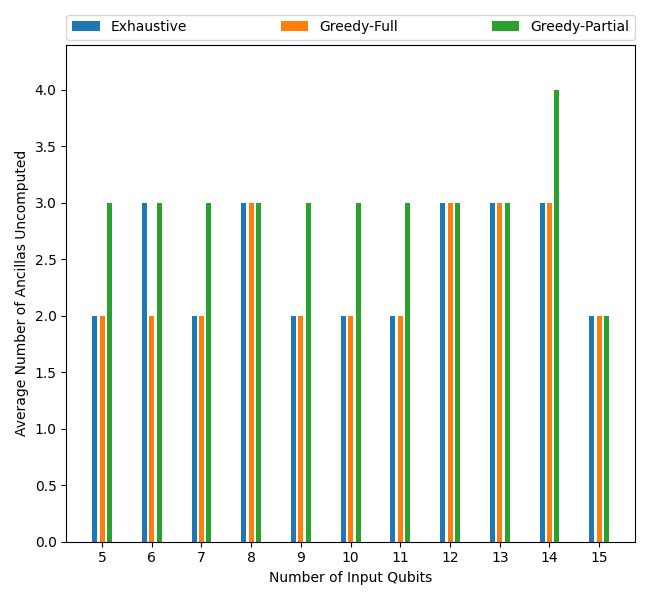 Exhaustive Greedy-Full Greedy-Partial
Average Number of Ancillas Uncomputed
4.0
3.5
3.0
2.5
2.0
1.5
1.0
0.5
0.0
5 6 7 8 9 10 11 12 13 14 15
Number of Input Qubits